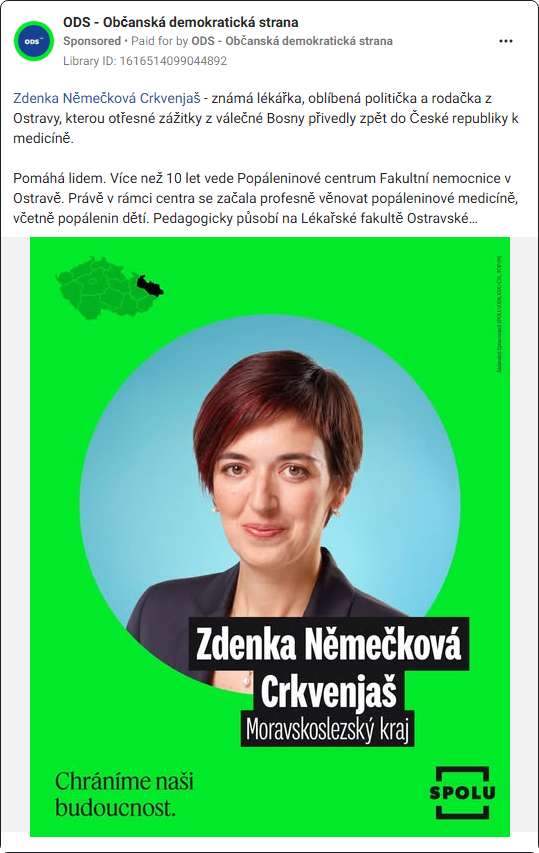 ODS - Občanská demokratická strana
Sponsored • Paid for by ODS - Občanská demokratická strana
Library ID: 1616514099044892
Zdenka Němečková Crkvenjaš - známá lékářka, oblíbená politička a rodačka z
Ostravy, kterou otřesné zážitky z válečné Bosny přivedly zpět do České republiky k
medicíně.
Pomáhá lidem. Více než 10 let vede Popáleninové centrum Fakultní nemocnice v
Ostravě. Právě v rámci centra se začala profesně věnovat popáleninové medicíně,
včetně popálenin dětí. Pedagogicky působí na Lékařské fakultě Ostravské…
ODS
Zdenka Němečková
Crkvenjaš
Moravskoslezský kraj
Chráníme naši
budoucnost.
SPOLU